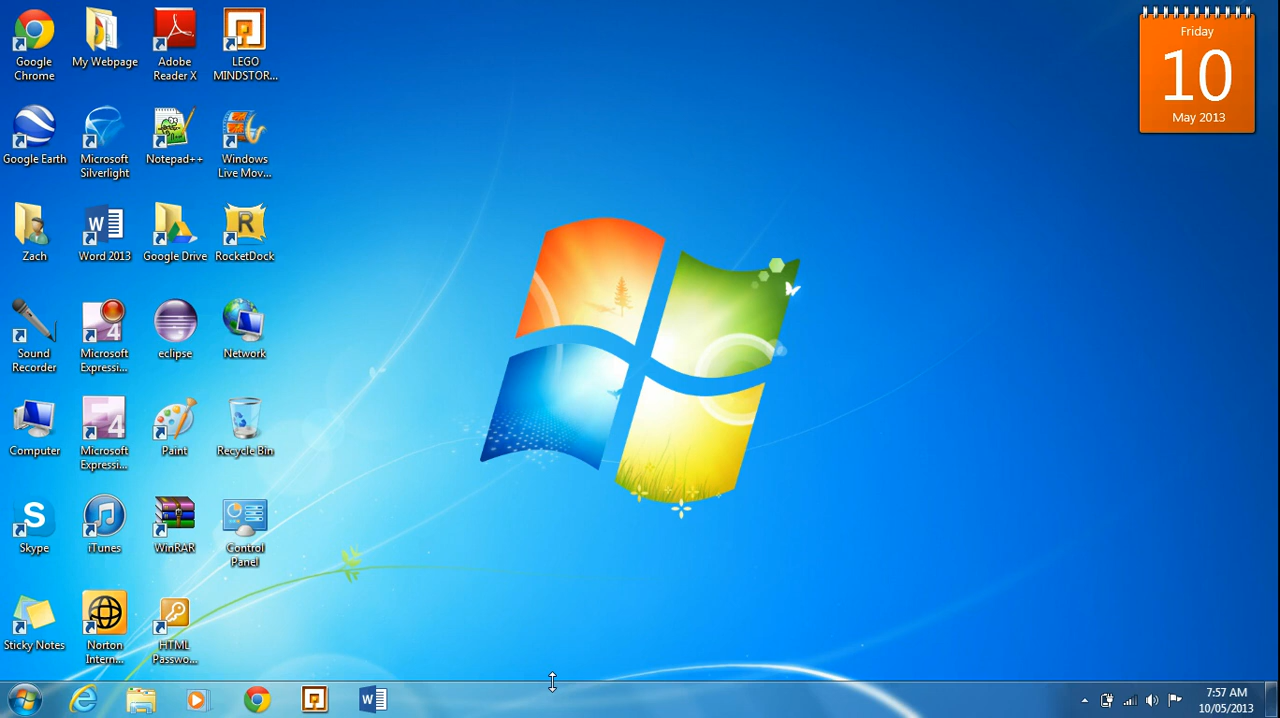 Google
Chrome
My Webpage
Adobe
Reader X
LEGO
MINDSTOR...
Google Earth
Microsoft
Silverlight
Notepad++
Windows
Live Mov...
Zach
Word 2013
Google Drive
RocketDock
Sound
Recorder
Microsoft
Expressi...
eclipse
Network
Computer
Microsoft
Expressi...
Paint
Recycle Bin
Skype
iTunes
WinRAR
Control
Panel
Sticky Notes
Norton
Intern...
HTML
Passwo...
Friday
10
May 2013
7:57 AM
10/05/2013